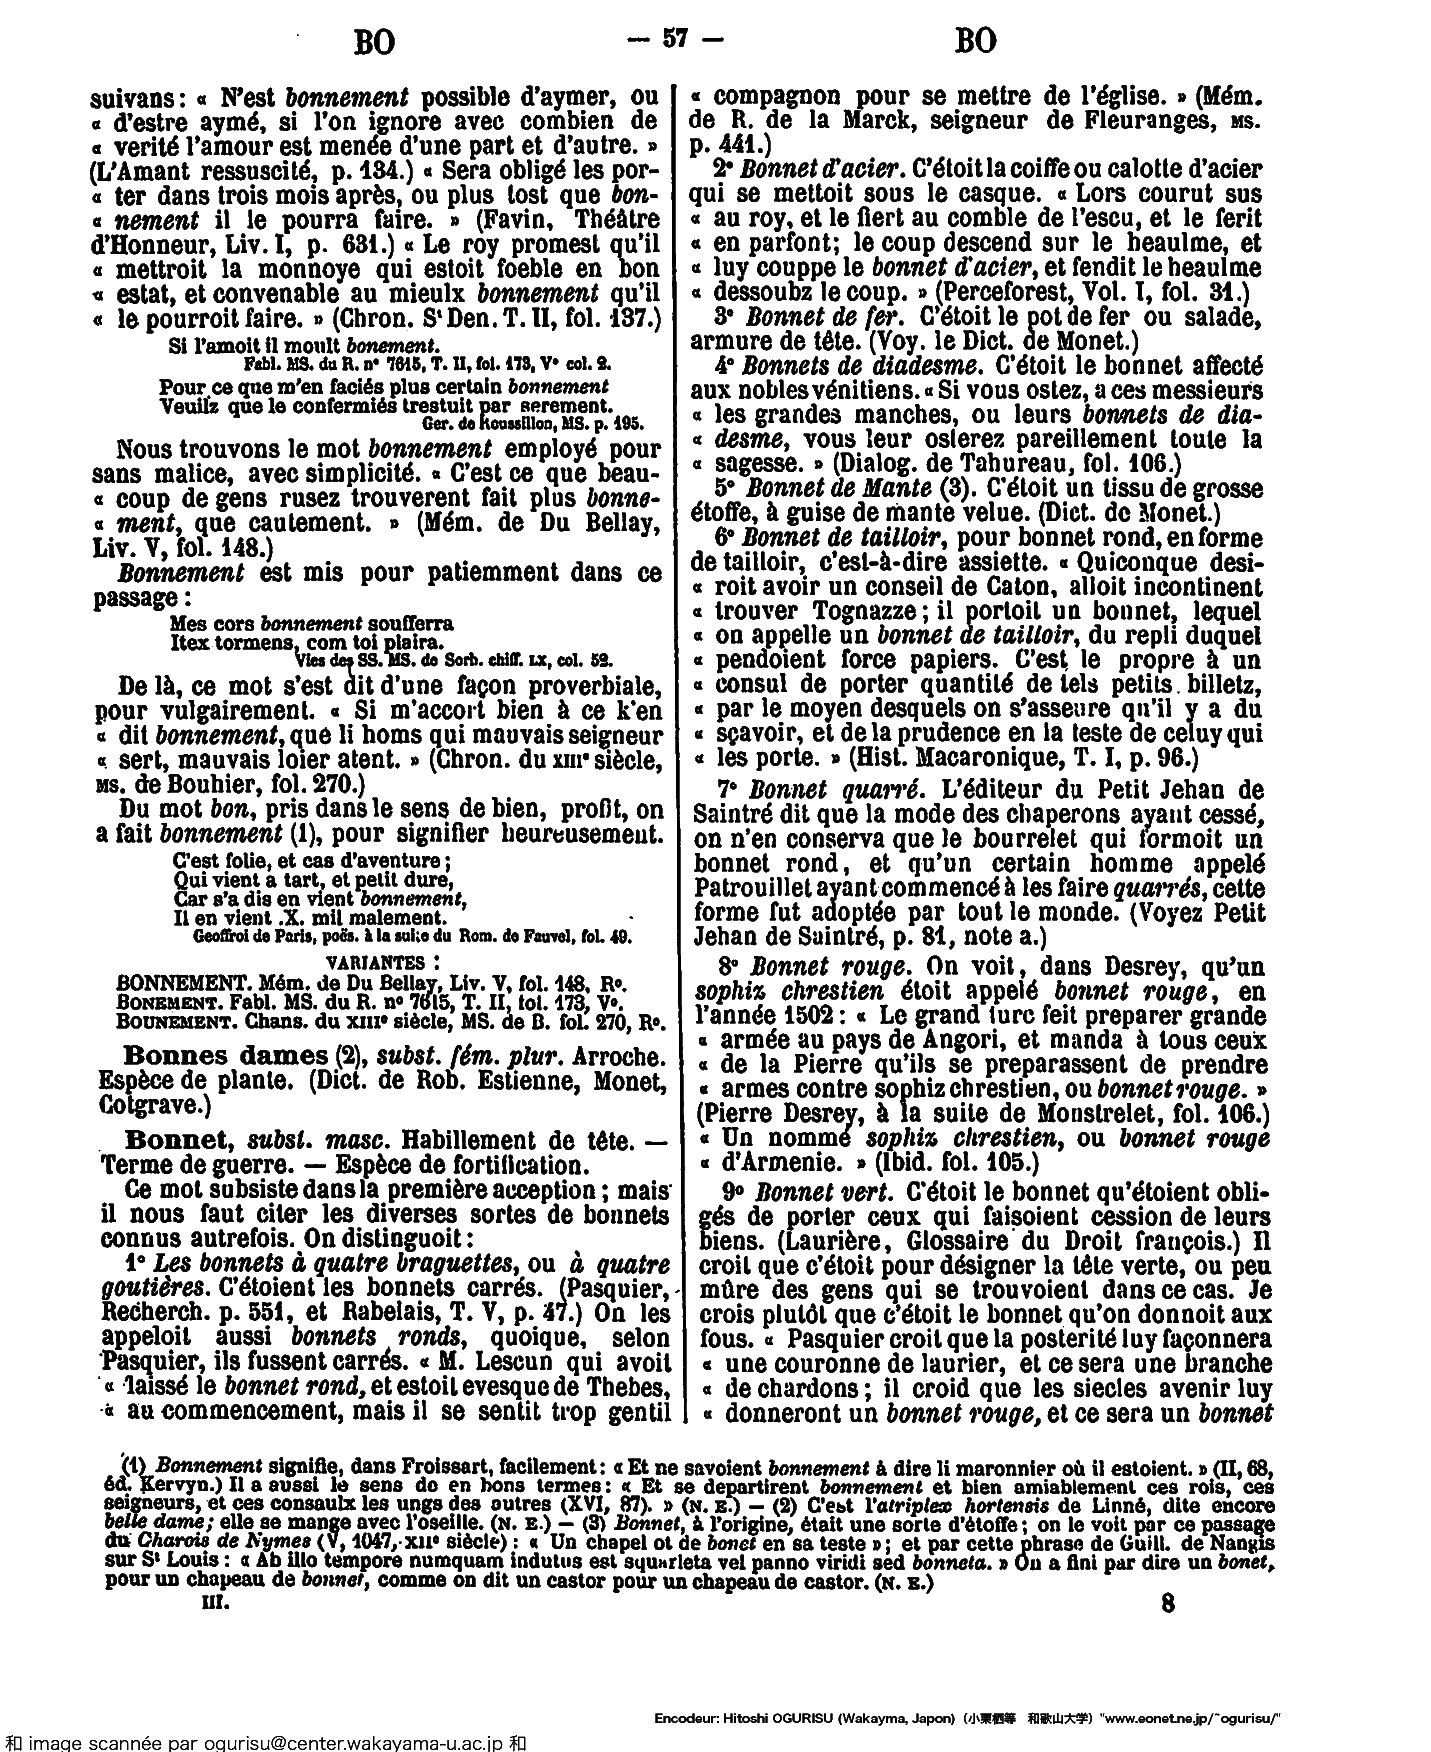 BO
— 57 —
BO
suivans : « N'est bonnement possible d'aymer, ou
« d'estre aymé, si l'on ignore avec combien de
« verité l'amour est menée d'une part et d'autre. »
(L'Amant ressuscité, p. 134.) « Sera obligé les por-
« ter dans trois mois après, ou plus tost que bon-
« nement il le pourra faire. » (Favin, Théâtre
d'Honneur, Liv. I, p. 631.) « Le roy promest qu'il
« mettroit la monnoye qui estoit foeble en bon
« estat, et convenable au mieulx bonnement qu'il
« le pourroit faire. » (Chron. St Den. T. II, fol. 137.)
Si l'amoit il moult bonement.
Fabl. MS. du R. nº 7615, T. II, fol. 173, Vº col. 2.
Pour ce que m'en faciés plus certain bonnement
Veuilz que le confermiés trestuit par serement.
Ger. de Roussillon, MS. p. 195.
Nous trouvons le mot bonnement employé pour
sans malice, avec simplicité. « C'est ce que beau-
« coup de gens rusez trouverent fait plus bonne-
« ment, que cautement. » (Mém. de Du Bellay,
Liv. V, fol. 148.)
Bonnement est mis pour patiemment dans ce
passage :
Mes cors bonnement soufferra
Itex tormens, com toi plaira.
Vies des SS. MS. de Sorb. chiff. LX, col. 52.
De là, ce mot s'est dit d'une façon proverbiale,
pour vulgairement. « Si m'accort bien à ce k'en
« dit bonnement, que li homs qui mauvais seigneur
« sert, mauvais loier atent. » (Chron. du XIIIe siècle,
MS. de Bouhier, fol. 270.)
Du mot bon, pris dans le sens de bien, profit, on
a fait bonnement (1), pour signifier heureusement.
C'est folie, et cas d'aventure ;
Qui vient a tart, et petit dure,
Car s'a dis en vient bonnement,
Il en vient .X. mil malement.
Geoffroi de Paris, poës. à la suite du Rom. de Fauvel, fol. 49.
VARIANTES :
BONNEMENT. Mém. de Du Bellay, Liv. V, fol. 148, Rº.
BONEMENT. Fabl. MS. du R. nº 7615, T. II, fol. 173, Vº.
BOUNEMENT. Chans. du XIIIe siècle, MS. de B. fol. 270, Rº.
Bonnes dames (2), subst. fém. plur. Arroche.
Espèce de plante. (Dict. de Rob. Estienne, Monet,
Cotgrave.)
Bonnet, subst. masc. Habillement de tête. —
Terme de guerre. — Espèce de fortification.
Ce mot subsiste dans la première acception ; mais
il nous faut citer les diverses sortes de bonnets
connus autrefois. On distinguoit :
1º Les bonnets à quatre braguettes, ou à quatre
goutières. C'étoient les bonnets carrés. (Pasquier,
Recherch. p. 551, et Rabelais, T. V, p. 47.) On les
appeloit aussi bonnets ronds, quoique, selon
Pasquier, ils fussent carrés. « M. Lescun qui avoit
« laissé le bonnet rond, et estoit evesque de Thebes,
« au commencement, mais il se sentit trop gentil
« compagnon pour se mettre de l'église. » (Mém.
de R. de la Marck, seigneur de Fleuranges, MS.
p. 441.)
2º Bonnet d'acier. C'étoit la coiffe ou calotte d'acier
qui se mettoit sous le casque. « Lors courut sus
« au roy, et le fiert au comble de l'escu, et le ferit
« en parfont ; le coup descend sur le heaulme, et
« luy couppe le bonnet d'acier, et fendit le heaulme
« dessoubz le coup. » (Perceforest, Vol. I, fol. 31.)
3º Bonnet de fer. C'étoit le pot de fer ou salade,
armure de tête. (Voy. le Dict. de Monet.)
4º Bonnets de diadesme. C'étoit le bonnet affecté
aux nobles vénitiens. « Si vous ostez, a ces messieurs
« les grandes manches, ou leurs bonnets de dia-
« desme, vous leur osterez pareillement toute la
« sagesse. » (Dialog. de Tahureau, fol. 106.)
5º Bonnet de Mante (3). C'étoit un tissu de grosse
étoffe, à guise de mante velue. (Dict. de Monet.)
6º Bonnet de tailloir, pour bonnet rond, en forme
de tailloir, c'est-à-dire assiette. « Quiconque desi-
« roit avoir un conseil de Caton, alloit incontinent
« trouver Tognazze ; il portoit un bonnet, lequel
« on appelle un bonnet de tailloir, du repli duquel
« pendoient force papiers. C'est le propre à un
« consul de porter quantité de tels petits billetz,
« par le moyen desquels on s'asseure qu'il y a du
« sçavoir, et de la prudence en la teste de celuy qui
« les porte. » (Hist. Macaronique, T. I, p. 96.)
7º Bonnet quarré. L'éditeur du Petit Jehan de
Saintré dit que la mode des chaperons ayant cessé,
on n'en conserva que le bourrelet qui formoit un
bonnet rond, et qu'un certain homme appelé
Patrouillet ayant commencé à les faire quarrés, cette
forme fut adoptée par tout le monde. (Voyez Petit
Jehan de Saintré, p. 81, note a.)
8º Bonnet rouge. On voit, dans Desrey, qu'un
sophiz chrestien étoit appelé bonnet rouge, en
l'année 1502 : « Le grand turc feit preparer grande
« armée au pays de Angori, et manda à tous ceux
« de la Pierre qu'ils se preparassent de prendre
« armes contre sophiz chrestien, ou bonnet rouge. »
(Pierre Desrey, à la suite de Monstrelet, fol. 106.)
« Un nommé sophiz chrestien, ou bonnet rouge
« d'Armenie. » (Ibid. fol. 105.)
9º Bonnet vert. C'étoit le bonnet qu'étoient obli-
gés de porter ceux qui faisoient cession de leurs
biens. (Laurière, Glossaire du Droit françois.) Il
croit que c'étoit pour désigner la tête verte, ou peu
mûre des gens qui se trouvoient dans ce cas. Je
crois plutôt que c'étoit le bonnet qu'on donnoit aux
fous. « Pasquier croit que la posterité luy façonnera
« une couronne de laurier, et ce sera une branche
« de chardons ; il croid que les siecles avenir luy
« donneront un bonnet rouge, et ce sera un bonnet
(1) Bonnement signifie, dans Froissart, facilement : « Et ne savoient bonnement à dire li maronnier où il estoient. » (II, 68,
éd. Kervyn.) Il a aussi le sens de en bons termes : « Et se departirent bonnement et bien amiablement ces rois, ces
seigneurs, et ces consaulx les ungs des autres (XVI, 87). » (N. E.) — (2) C'est l'atriplex hortensis de Linné, dite encore
belle dame ; elle se mange avec l'oseille. (N. E.) — (3) Bonnet, à l'origine, était une sorte d'étoffe ; on le voit par ce passage
du Charois de Nymes (V, 1047, XIIe siècle) : « Un chapel ot de bonet en sa teste » ; et par cette phrase de Guill. de Nangis
sur St Louis : « Ab illo tempore numquam indutus est squarleta vel panno viridi sed bonneta. » On a fini par dire un bonet,
pour un chapeau de bonnet, comme on dit un castor pour un chapeau de castor. (N. E.)
III.
8
Encodeur: Hitoshi OGURISU (Wakayma, Japon) (小栗栖等 和歌山大学) "www.eonet.ne.jp/~ogurisu/"
和 image scannée par ogurisu@center.wakayama-u.ac.jp 和